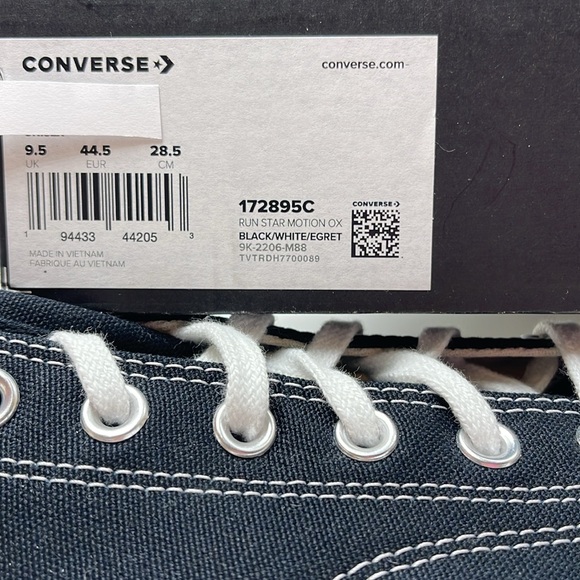 CONVERSE
converse.com
9.5 44.5 28.5
UK EUR CM
1 94433 44205 3
MADE IN VIETNAM
FABRIQUE AU VIETNAM
172895C
RUN STAR MOTION OX
BLACK/WHITE/EGRET
9K-2206-M88
TVTRDH7700089
CONVERSE